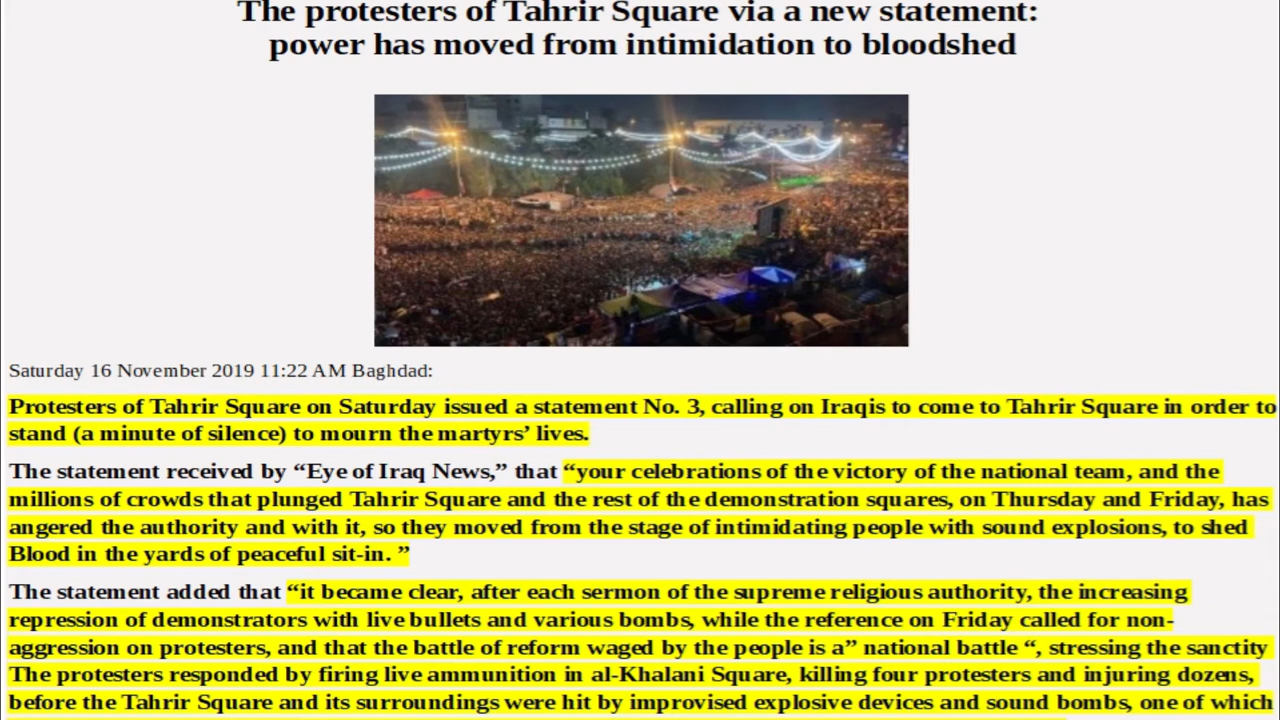 The protesters of Tahrir Square via a new statement:
power has moved from intimidation to bloodshed
Saturday 16 November 2019 11:22 AM Baghdad:
Protesters of Tahrir Square on Saturday issued a statement No. 3, calling on Iraqis to come to Tahrir Square in order to
stand (a minute of silence) to mourn the martyrs’ lives.
The statement received by “Eye of Iraq News,” that “your celebrations of the victory of the national team, and the
millions of crowds that plunged Tahrir Square and the rest of the demonstration squares, on Thursday and Friday, has
angered the authority and with it, so they moved from the stage of intimidating people with sound explosions, to shed
Blood in the yards of peaceful sit-in. ”
The statement added that “it became clear, after each sermon of the supreme religious authority, the increasing
repression of demonstrators with live bullets and various bombs, while the reference on Friday called for non-
aggression on protesters, and that the battle of reform waged by the people is a” national battle “, stressing the sanctity
The protesters responded by firing live ammunition in al-Khalani Square, killing four protesters and injuring dozens,
before the Tahrir Square and its surroundings were hit by improvised explosive devices and sound bombs, one of which